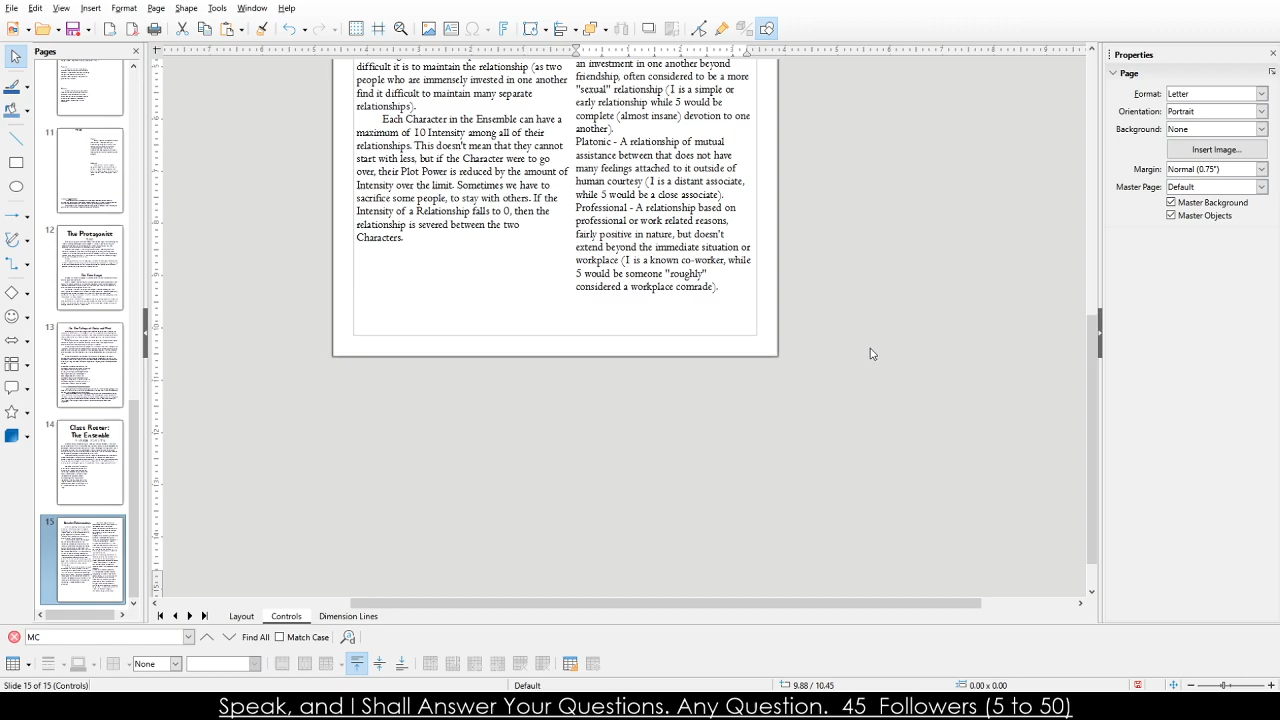 File Edit View Insert Format Page Shape Tools Window Help
Pages
11
12
The Protagonist
13
14
Class Roster:
The Ensemble
15
difficult it is to maintain the relationship (as two
people who are immensely invested in one another
find it difficult to maintain many separate
relationships).
Each Character in the Ensemble can have a
maximum of 10 Intensity among all of their
relationships. This doesn't mean that they cannot
start with less, but if the Character were to go
over, their Plot Power is reduced by the amount of
Intensity over the limit. Sometimes we have to
sacrifice some people, to stay with others. If the
Intensity of a Relationship falls to 0, then the
relationship is severed between the two
Characters.
an investment in one another beyond
friendship, often considered to be a more
"sexual" relationship (1 is a simple or
early relationship while 5 would be
complete (almost insane) devotion to one
another).
Platonic - A relationship of mutual
assistance between that does not have
many feelings attached to it outside of
human courtesy (1 is a distant associate,
while 5 would be a close associate).
Professional - A relationship based on
professional or work related reasons,
fairly positive in nature, but doesn't
extend beyond the immediate situation or
workplace (1 is a known co-worker, while
5 would be someone "roughly"
considered a workplace comrade).
Properties
Page
Format: Letter
Orientation: Portrait
Background: None
Insert Image...
Margin: Normal (0.75")
Master Page: Default
Master Background
Master Objects
Layout Controls Dimension Lines
MC Find All Match Case
None
Slide 15 of 15 (Controls) Default 9.88 / 10.45 0.00 x 0.00
Speak, and I Shall Answer Your Questions. Any Question. 45 Followers (5 to 50)